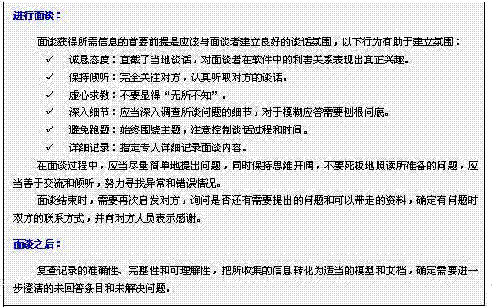 进行面谈：
面谈获得所需信息的首要前提是应该与面谈者建立良好的谈话氛围，以下行为有助于建立氛围：
✓ 诚恳态度：直截了当地谈话，对面谈者在软件中的利害关系表现出真正兴趣。
✓ 保持倾听：完全关注对方，认真听取对方的谈话。
✓ 虚心求教：不要显得“无所不知”。
✓ 深入细节：应当深入调查所谈问题的细节，对于模糊应答需要刨根问底。
✓ 避免跑题：始终围绕主题，注意控制谈话过程和时间。
✓ 详细记录：指定专人详细记录面谈内容。
在面谈过程中，应当尽量简单地提出问题，同时保持思维开阔，不要死板地照读所准备的问题，应
当善于交流和倾听，努力寻找异常和错误情况。
面谈结束时，需要再次启发对方，询问是否还有需要提出的问题和可以带走的资料，确定有问题时
双方的联系方式，并向对方人员表示感谢。
面谈之后：
复查记录的准确性、完整性和可理解性，把所收集的信息转化为适当的模型和文档，确定需要进一
步澄清的未回答条目和未解决问题。